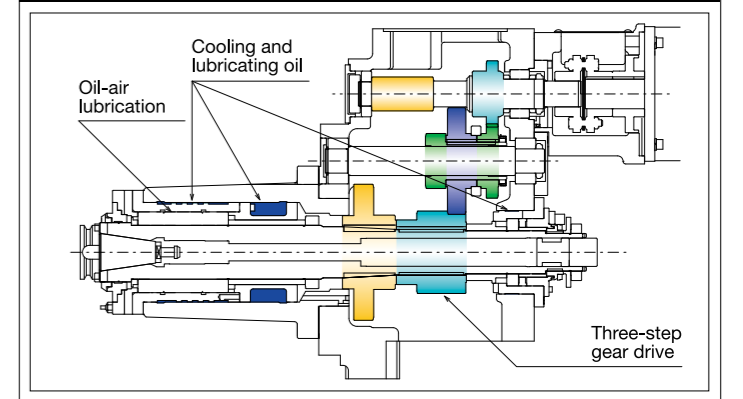 Cooling and
lubricating oil
Oil-air
lubrication
Three-step
gear drive